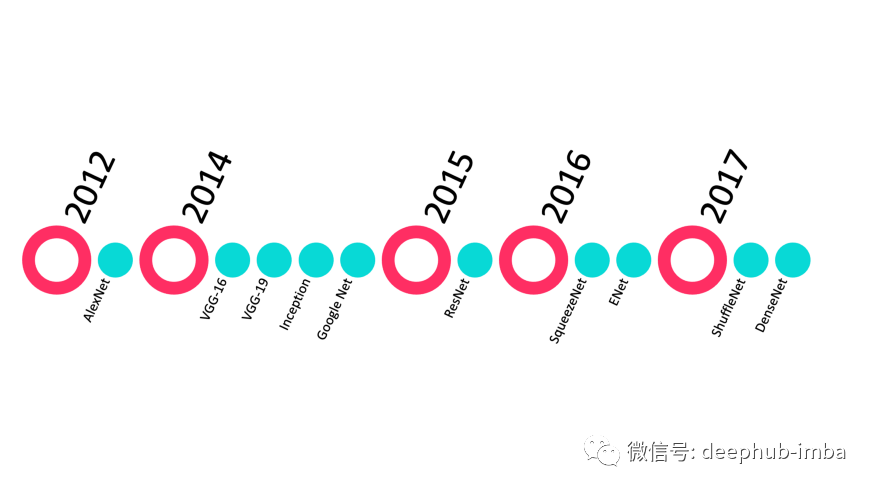 2012
AlexNet
2014
VGG-16
VGG-19
Inception
Google Net
2015
ResNet
2016
SqueezeNet
ENet
2017
ShuffleNet
DenseNet
微信号: deephub-imba